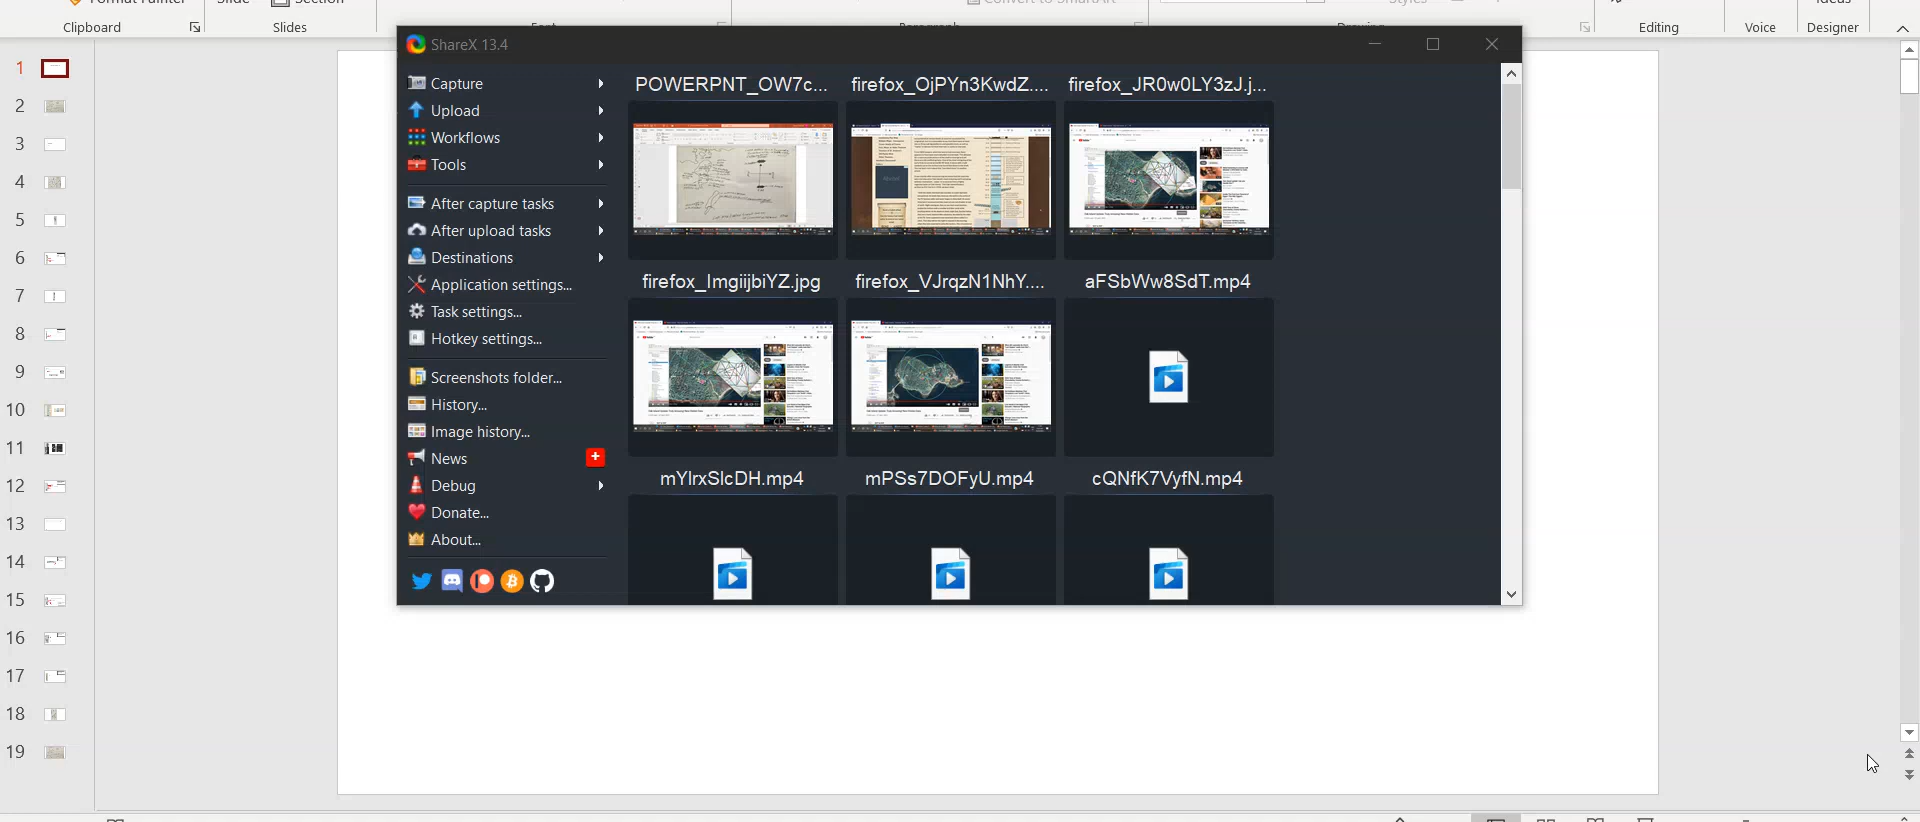 Clipboard
Slides
Editing
Voice
Designer
ShareX 13.4
Capture
Upload
Workflows
Tools
After capture tasks
After upload tasks
Destinations
Application settings...
Task settings...
Hotkey settings...
Screenshots folder...
History...
Image history...
News
Debug
Donate...
About...
POWERPNT_OW7c...
firefox_OjPYn3KwdZ....
firefox_JR0w0LY3zJ.j...
firefox_ImgiijbiYZ.jpg
firefox_VJrqzN1NhY....
aFSbWw8SdT.mp4
mYlrxSlcDH.mp4
mPSs7DOFyU.mp4
cQNfK7VyfN.mp4
1
2
3
4
5
6
7
8
9
10
11
12
13
14
15
16
17
18
19